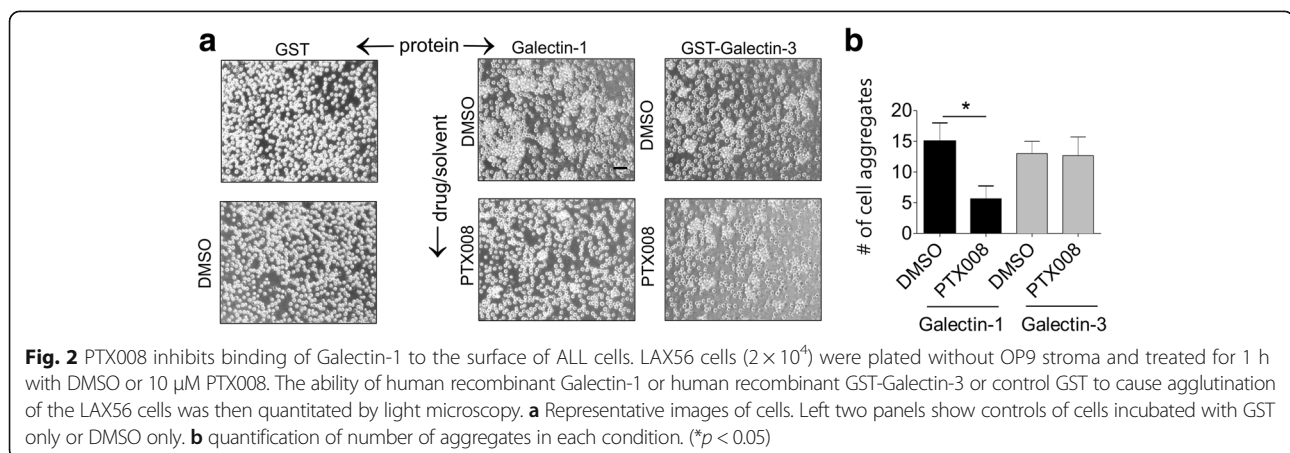 a
GST
← protein →
Galectin-1
GST-Galectin-3
DMSO
← drug/solvent
DMSO
DMSO
PTX008
PTX008
b
# of cell aggregates
20
15
10
5
0
*
DMSO
PTX008
DMSO
PTX008
Galectin-1
Galectin-3
Fig. 2 PTX008 inhibits binding of Galectin-1 to the surface of ALL cells. LAX56 cells (2 × 10⁴) were plated without OP9 stroma and treated for 1 h
with DMSO or 10 μM PTX008. The ability of human recombinant Galectin-1 or human recombinant GST-Galectin-3 or control GST to cause agglutination
of the LAX56 cells was then quantitated by light microscopy. a Representative images of cells. Left two panels show controls of cells incubated with GST
only or DMSO only. b quantification of number of aggregates in each condition. (*p < 0.05)